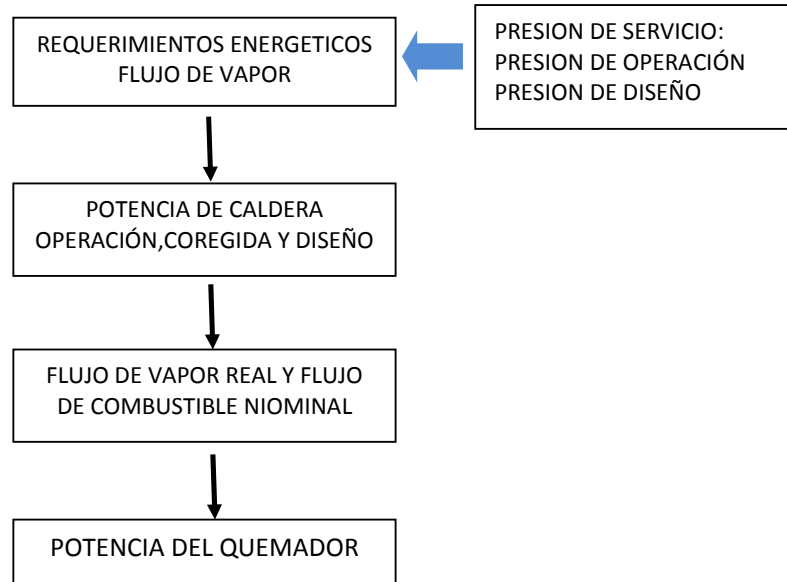 REQUERIMIENTOS ENERGETICOS
FLUJO DE VAPOR
PRESION DE SERVICIO:
PRESION DE OPERACIÓN
PRESION DE DISEÑO
POTENCIA DE CALDERA
OPERACIÓN,COREGIDA Y DISEÑO
FLUJO DE VAPOR REAL Y FLUJO
DE COMBUSTIBLE NIOMINAL
POTENCIA DEL QUEMADOR